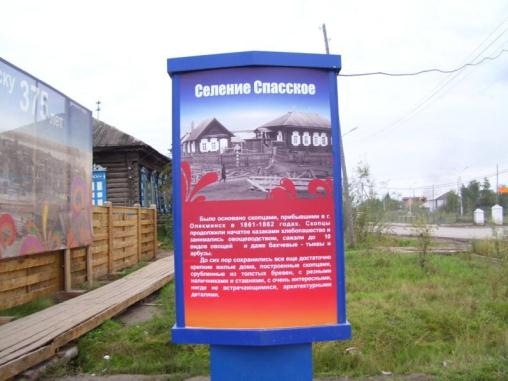 ску 375 лет
Селение Спасское
Было основано скопцами, прибывшими в г.
Олекминск в 1861-1862 годах. Скопцы
продолжили начатое казаками хлебопашество и
занимались овощеводством, сажали до 10
видов овощей и даже бахчевые - тыквы и
арбузы.
До сих пор сохранились все еще достаточно
крепкие жилые дома, построенные скопцами,
срубленные из толстых бревен, с резными
наличниками и ставнями, с очень интересными,
нигде не встречающимися, архитектурными
деталями.